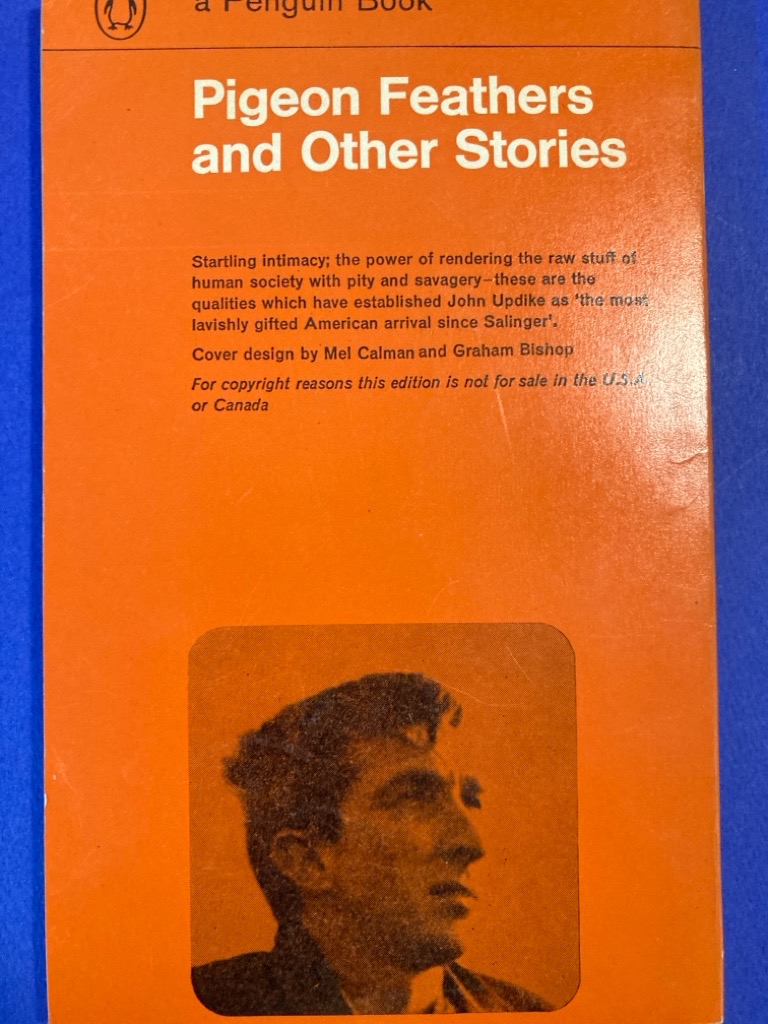 a Penguin Book
Pigeon Feathers
and Other Stories
Startling intimacy; the power of rendering the raw stuff of
human society with pity and savagery–these are the
qualities which have established John Updike as 'the most
lavishly gifted American arrival since Salinger'.
Cover design by Mel Calman and Graham Bishop
For copyright reasons this edition is not for sale in the U.S.A.
or Canada